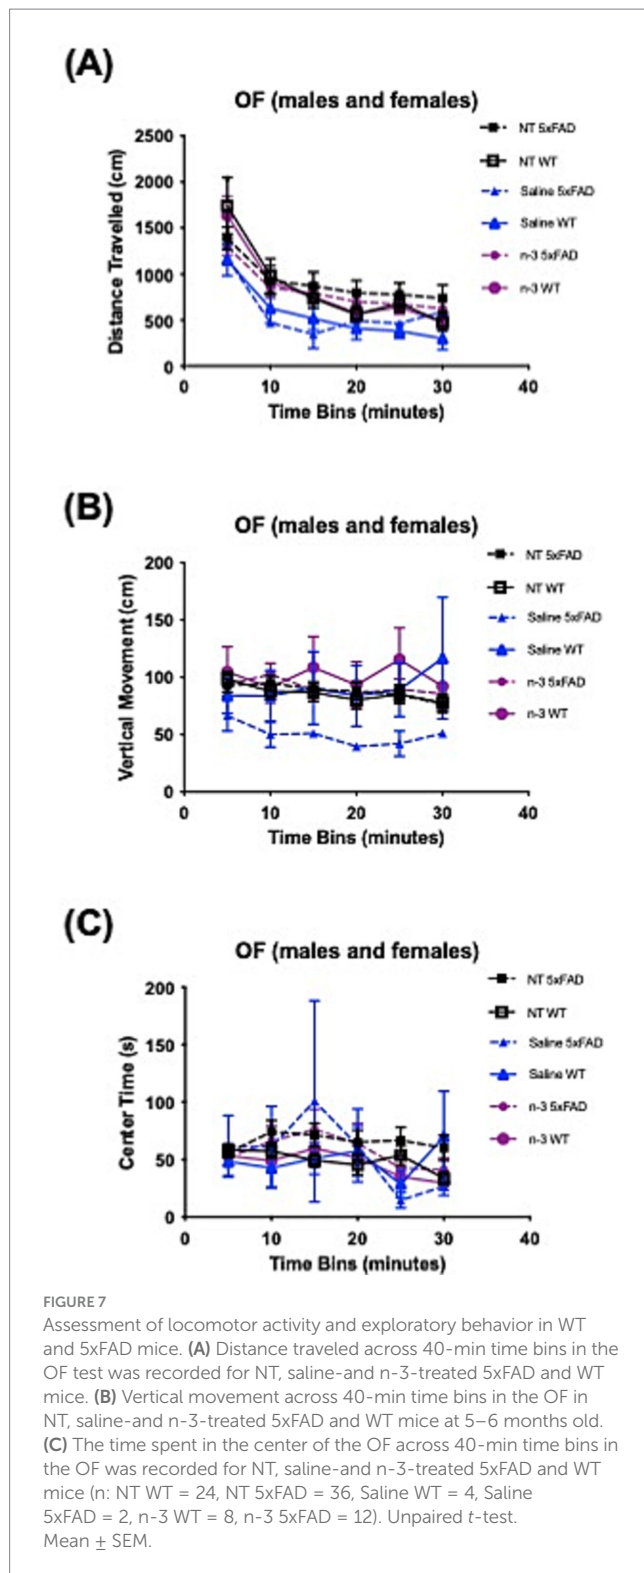 (A)
OF (males and females)
Distance Travelled (cm)
2500
2000
1500
1000
500
0
0
10
20
30
40
Time Bins (minutes)
NT 5xFAD
NT WT
Saline 5xFAD
Saline WT
n-3 5xFAD
n-3 WT
(B)
OF (males and females)
Vertical Movement (cm)
200
150
100
50
0
0
10
20
30
40
Time Bins (minutes)
NT 5xFAD
NT WT
Saline 5xFAD
Saline WT
n-3 5xFAD
n-3 WT
(C)
OF (males and females)
Center Time (s)
200
150
100
50
0
0
10
20
30
40
Time Bins (minutes)
NT 5xFAD
NT WT
Saline 5xFAD
Saline WT
n-3 5xFAD
n-3 WT
FIGURE 7
Assessment of locomotor activity and exploratory behavior in WT
and 5xFAD mice. (A) Distance traveled across 40-min time bins in the
OF test was recorded for NT, saline-and n-3-treated 5xFAD and WT
mice. (B) Vertical movement across 40-min time bins in the OF in
NT, saline-and n-3-treated 5xFAD and WT mice at 5–6 months old.
(C) The time spent in the center of the OF across 40-min time bins in
the OF was recorded for NT, saline-and n-3-treated 5xFAD and WT
mice (n: NT WT = 24, NT 5xFAD = 36, Saline WT = 4, Saline
5xFAD = 2, n-3 WT = 8, n-3 5xFAD = 12). Unpaired t-test.
Mean ± SEM.